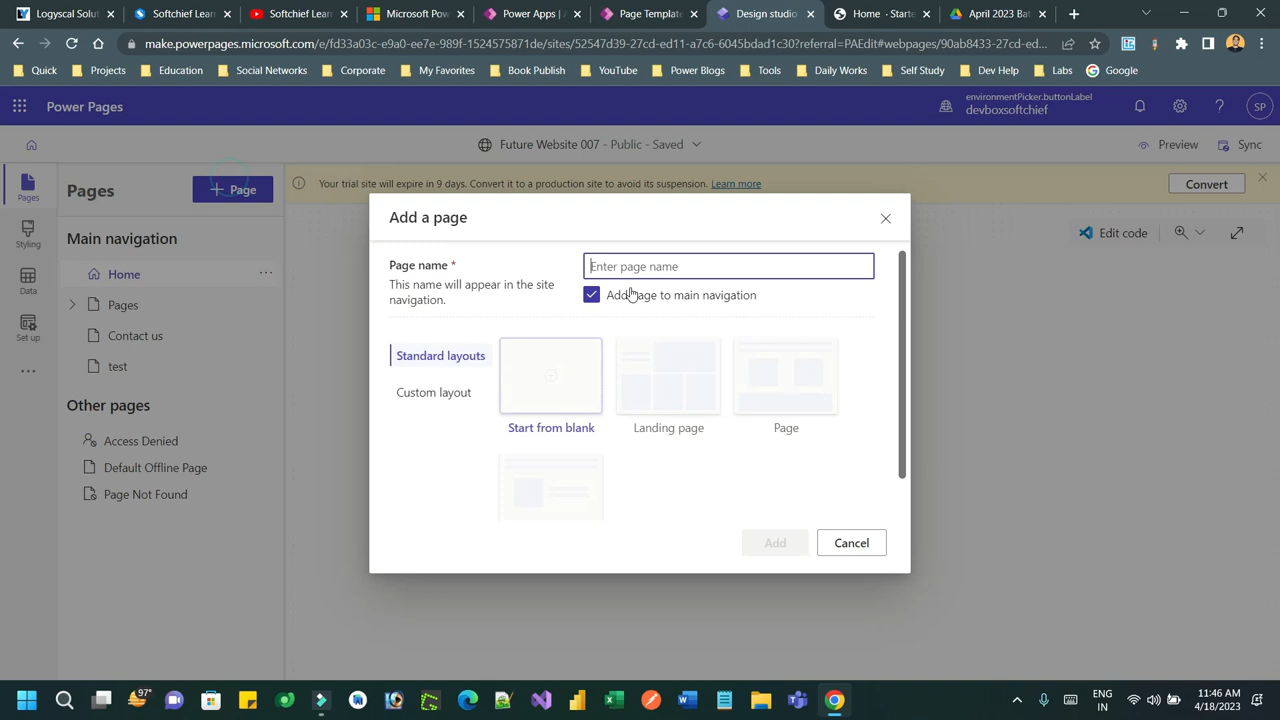 Logyscal Solutions
Softchief Learn
Softchief Learn
Microsoft Power
Power Apps |
Page Template
Design studio
Home · Starte
April 2023 Bat
make.powerpages.microsoft.com/e/fd33a03c-e9a0-ee7e-989f-1524575871de/sites/52547d39-27cd-ed11-a7c6-6045bdad1c30?referral=PAEdit#webpages/90ab8433-27cd-ed...
Quick
Projects
Education
Social Networks
Corporate
My Favorites
Book Publish
YouTube
Power Blogs
Tools
Daily Works
Self Study
Dev Help
Labs
Google
Power Pages
environmentPicker.buttonLabel
devboxsoftchief
SP
Future Website 007 - Public - Saved
Preview
Sync
Pages
Styling
Data
Set up
Pages
Page
Main navigation
Home
Pages
Contact us
test
Other pages
Access Denied
Default Offline Page
Page Not Found
Your trial site will expire in 9 days. Convert it to a production site to avoid its suspension. Learn more
Convert
Edit code
Add a page
Page name *
This name will appear in the site
navigation.
Enter page name
Add page to main navigation
Standard layouts
Custom layout
Start from blank
Landing page
Page
Add
Cancel
97°
ENG
IN
11:46 AM
4/18/2023